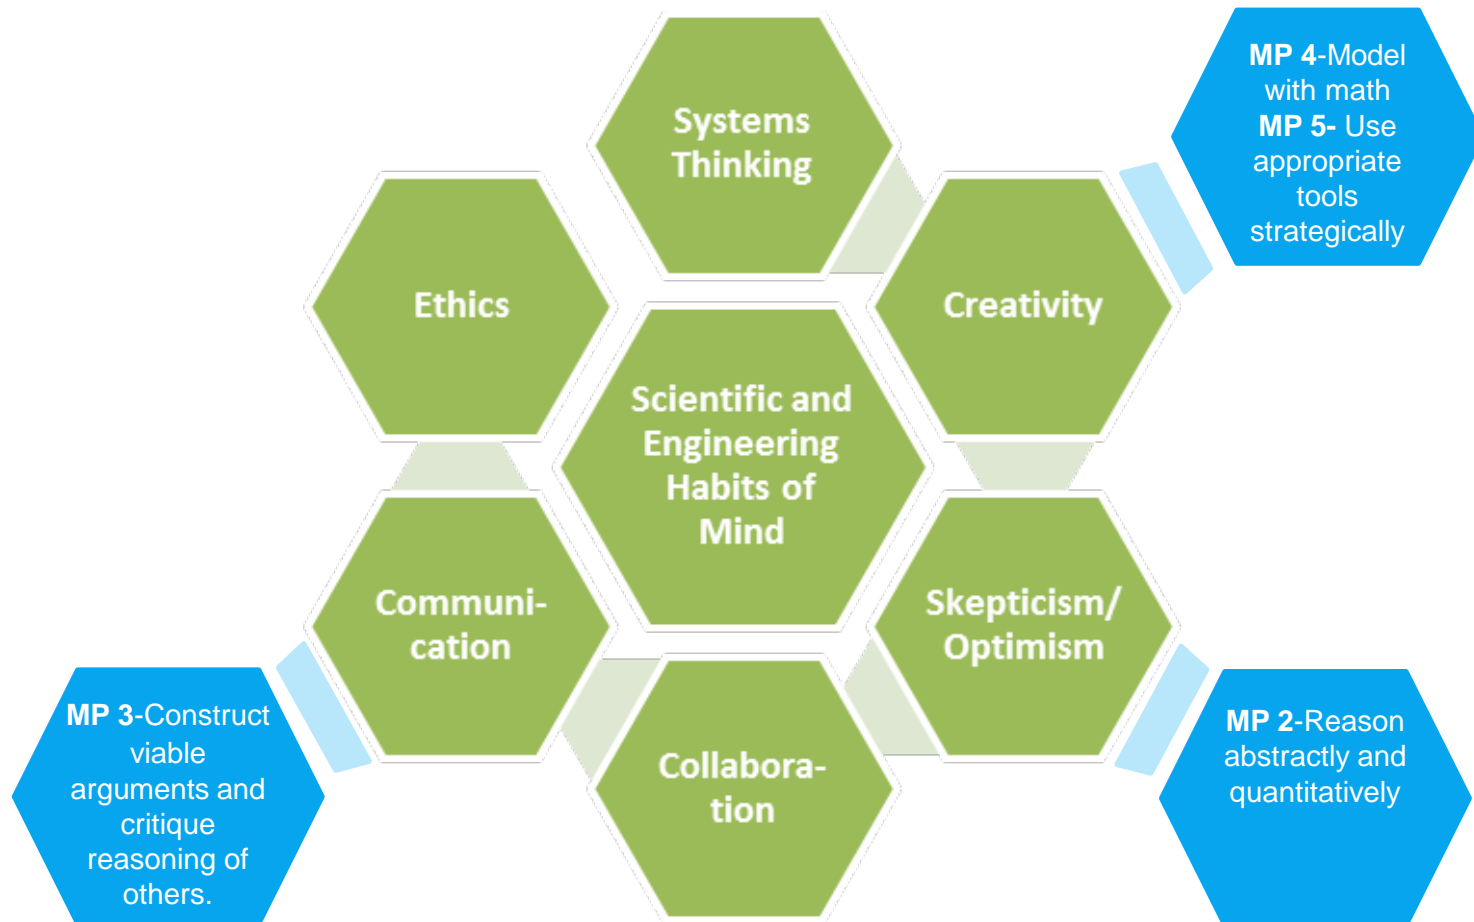 Systems
Thinking
MP 4-Model
with math
MP 5- Use
appropriate
tools
strategically
Ethics
Creativity
Scientific and
Engineering
Habits of
Mind
Communi-
cation
Skepticism/
Optimism
MP 3-Construct
viable
arguments and
critique
reasoning of
others.
Collabora-
tion
MP 2-Reason
abstractly and
quantitatively